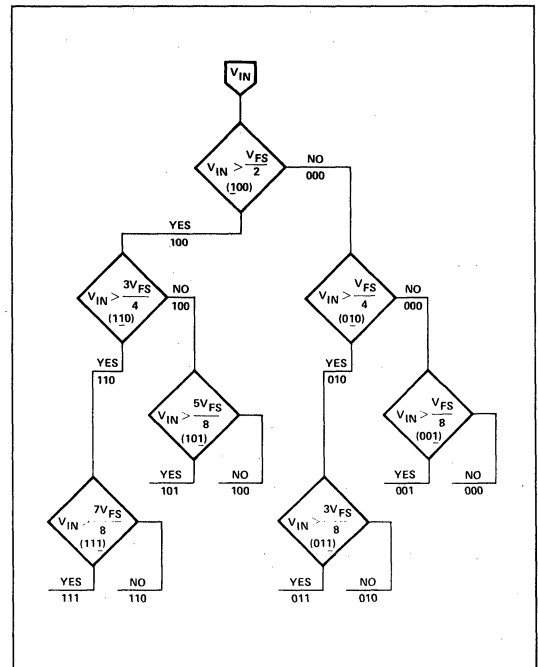 VIN
VIN > VFS
2
(100)
NO
000
YES
100
VIN > 3VFS
4
(110)
NO
100
VIN > VFS
4
(010)
NO
000
YES
110
YES
010
VIN > 5VFS
8
(101)
VIN > VFS
8
(001)
YES
101
NO
100
YES
001
NO
000
VIN 7VFS
8
(111)
VIN > 3VFS
8
(011)
YES
111
NO
110
YES
011
NO
010